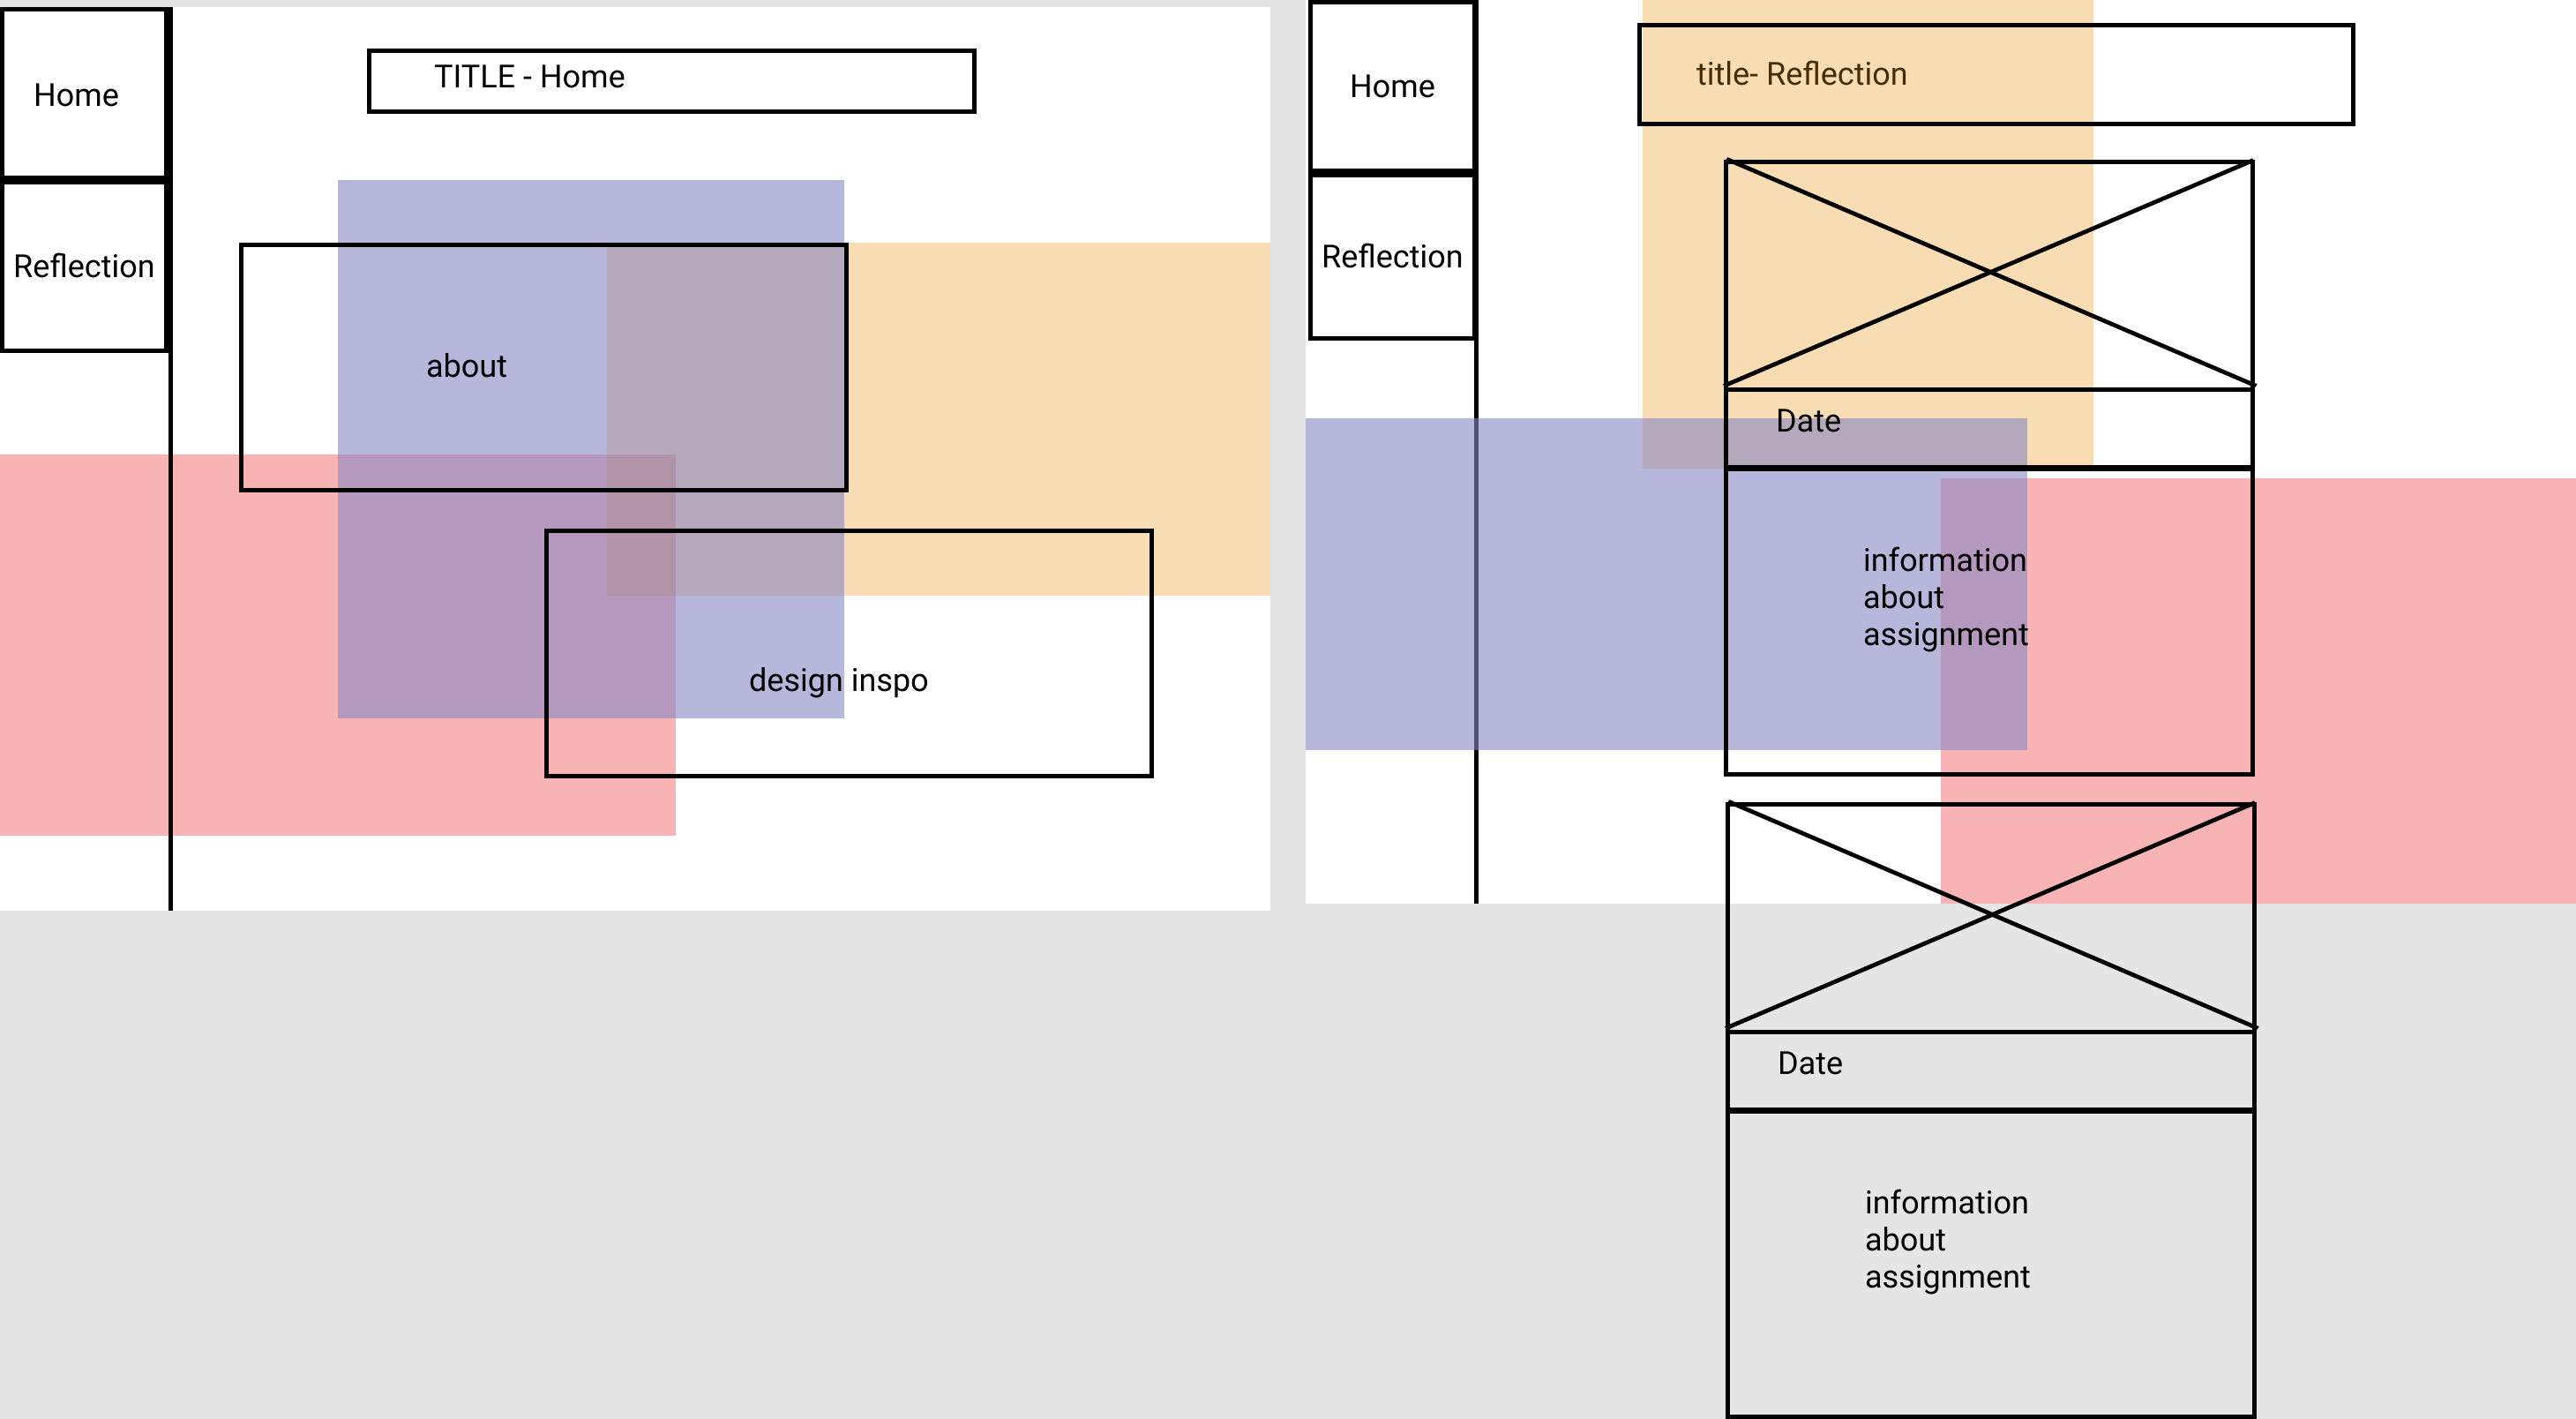 Home
Reflection
TITLE - Home
about
design inspo
Home
Reflection
title- Reflection
Date
information
about
assignment
Date
information
about
assignment